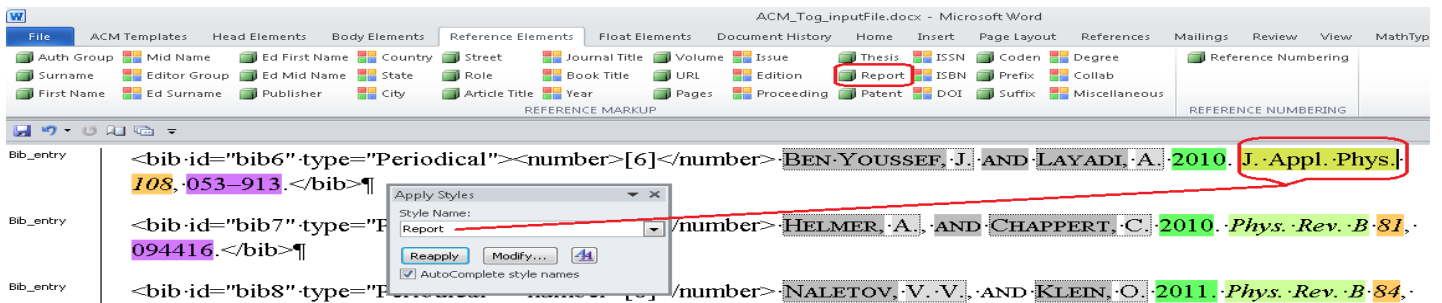 W
ACM_Tog_inputFile.docx - Microsoft Word
File ACM Templates Head Elements Body Elements Reference Elements Float Elements Document History Home Insert Page Layout References Mailings Review View MathTyp
Auth Group Mid Name Ed First Name Country Street Journal Title Volume Issue Thesis ISSN Coden Degree Reference Numbering
Surname Editor Group Ed Mid Name State Role Book Title URL Edition Report ISBN Prefix Collab
First Name Ed Surname Publisher City Article Title Year Pages Proceeding Patent DOI Suffix Miscellaneous
REFERENCE MARKUP REFERENCE NUMBERING
Bib_entry <bib·id="bib6"·type="Periodical"><number>[6]</number>·BEN·YOUSSEF,·J.·AND·LAYADI,·A.·2010.·J.·Appl.·Phys.·
108,·053–913.</bib>¶
Apply Styles
Style Name:
Bib_entry <bib·id="bib7"·type="P Report /number>·HELMER,·A.,·AND·CHAPPERT,·C.·2010.·Phys.·Rev.·B·81,·
094416.</bib>¶
Reapply Modify...
AutoComplete style names
Bib_entry <bib·id="bib8"·type="P /number>·NALETOV,·V.·V.,·AND·KLEIN,·O.·2011.·Phys.·Rev.·B·84,·